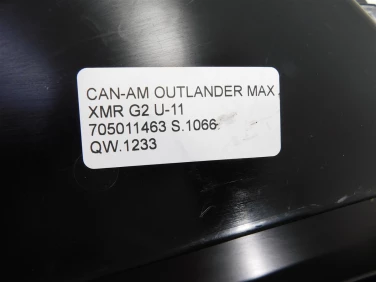 CAN-AM OUTLANDER MAX
XMR G2 U-11
705011463 S.1066
QW.1233